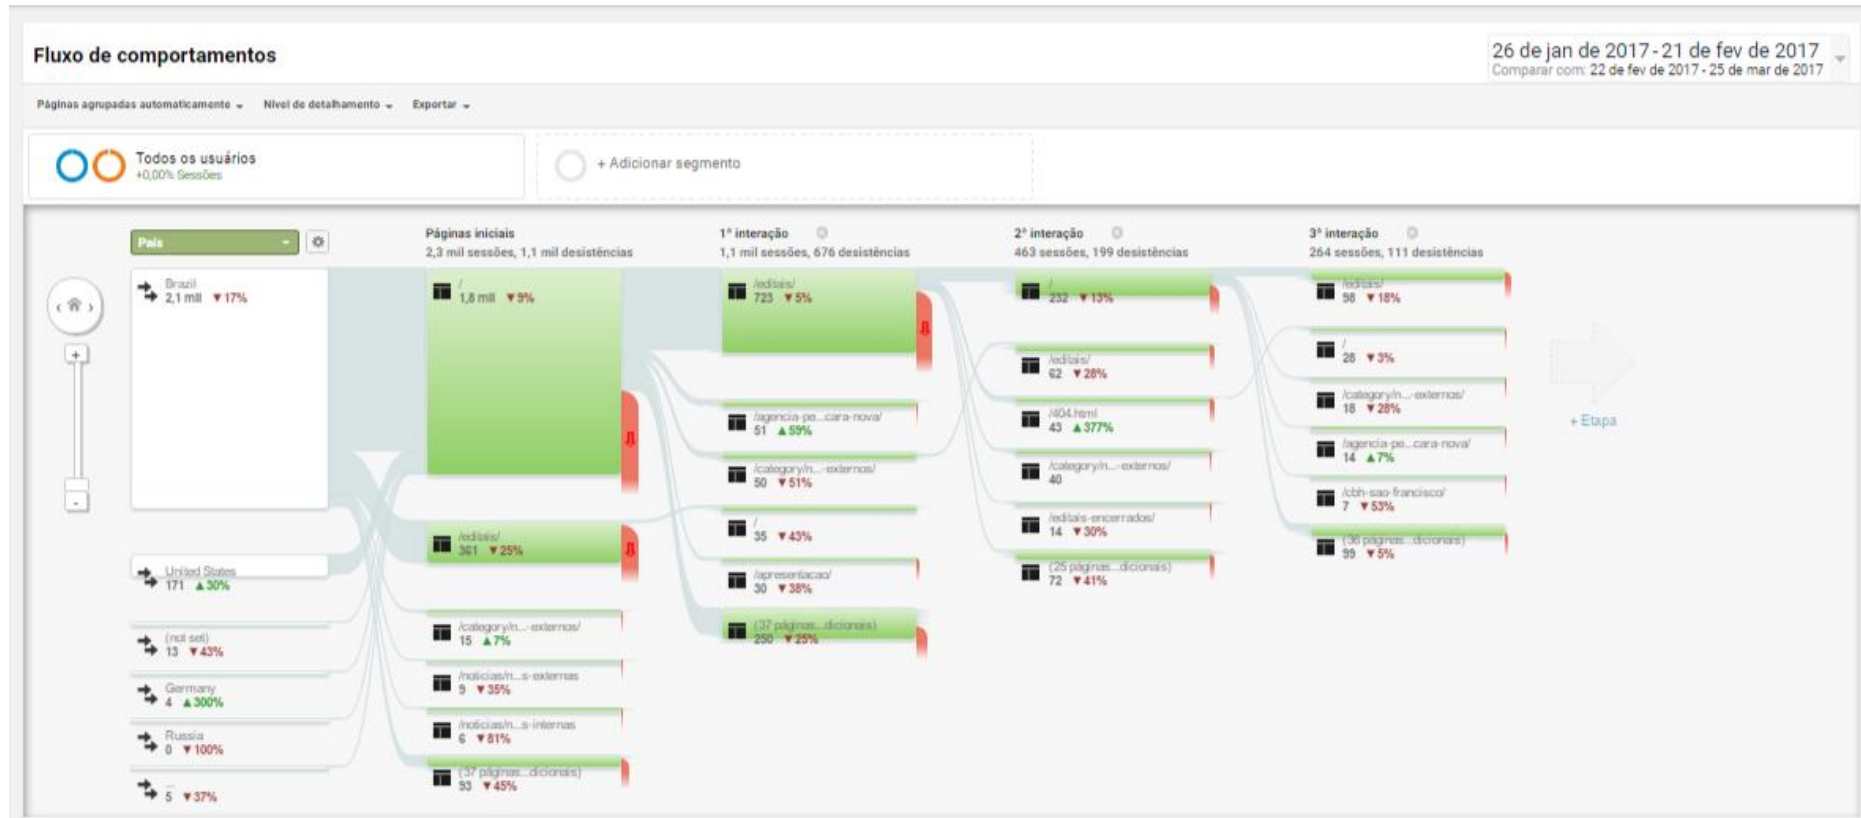 Fluxo de comportamentos
26 de jan de 2017 - 21 de fev de 2017
Comparar com: 22 de fev de 2017 - 25 de mar de 2017
Páginas agrupadas automaticamente
Nível de detalhamento
Exportar
Todos os usuários
+0,00% Sessões
+ Adicionar segmento
País
Brazil
2,1 mil ▼ 17%
United States
171 ▲ 30%
(not set)
13 ▼ 43%
Germany
4 ▲ 300%
Russia
0 ▼ 100%
...
5 ▼ 37%
Páginas iniciais
2,3 mil sessões, 1,1 mil desistências
/
1,8 mil ▼ 9%
/editais/
361 ▼ 25%
/category/n...-externos/
15 ▲ 7%
/noticias/n...s-externas
9 ▼ 35%
/noticias/n...s-internas
6 ▼ 81%
(37 páginas...dicionais)
93 ▼ 45%
1ª interação
1,1 mil sessões, 676 desistências
/editais/
723 ▼ 5%
/agencia-pe...cara-nova/
51 ▲ 59%
/category/n...-externos/
50 ▼ 51%
/
35 ▼ 43%
/apresentacao/
30 ▼ 38%
(37 páginas...dicionais)
250 ▼ 25%
2ª interação
463 sessões, 199 desistências
/
232 ▼ 13%
/editais/
62 ▼ 28%
/404.html
43 ▲ 377%
/category/n...-externos/
40
/editais-encerrados/
14 ▼ 30%
(25 páginas...dicionais)
72 ▼ 41%
3ª interação
264 sessões, 111 desistências
/editais/
98 ▼ 18%
/
28 ▼ 3%
/category/n...-externos/
18 ▼ 28%
/agencia-pe...cara-nova/
14 ▲ 7%
/cbh-sao-francisco/
7 ▼ 53%
(36 páginas...dicionais)
99 ▼ 5%
+ Etapa